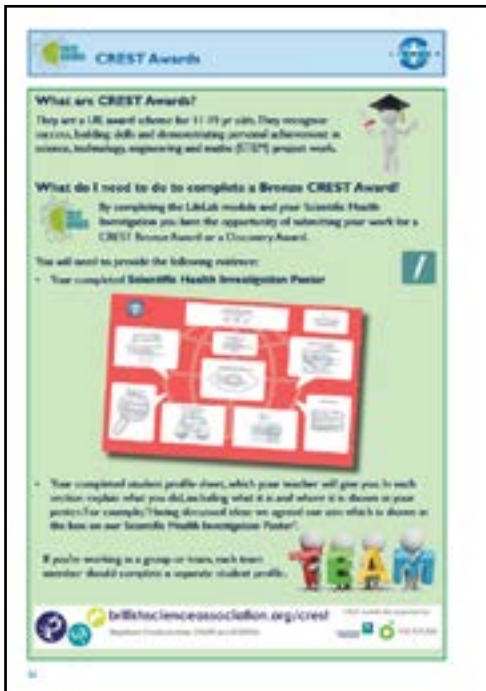 CREST Awards
What are CREST Awards?
They are a UK award scheme for 11-19 yr olds. They recognise
success, building skills and demonstrating personal achievement in
science, technology, engineering and maths (STEM) project work.
What do I need to do to complete a Bronze CREST Award?
By completing the LifeLab module and your Scientific Health
Investigation you have the opportunity of submitting your work for a
CREST Bronze Award or a Discovery Award.
You will need to provide the following evidence:
• Your completed Scientific Health Investigation Poster
• Your completed student profile sheet, which your teacher will give you. In each
section explain what you did, including what it is and where it is shown in your
poster. For example, 'Having discussed ideas we agreed our aim which is shown in
the box on our Scientific Health Investigation Poster'.
If you're working in a group or team, each team
member should complete a separate student profile.
TEAM
britishscienceassociation.org/crest